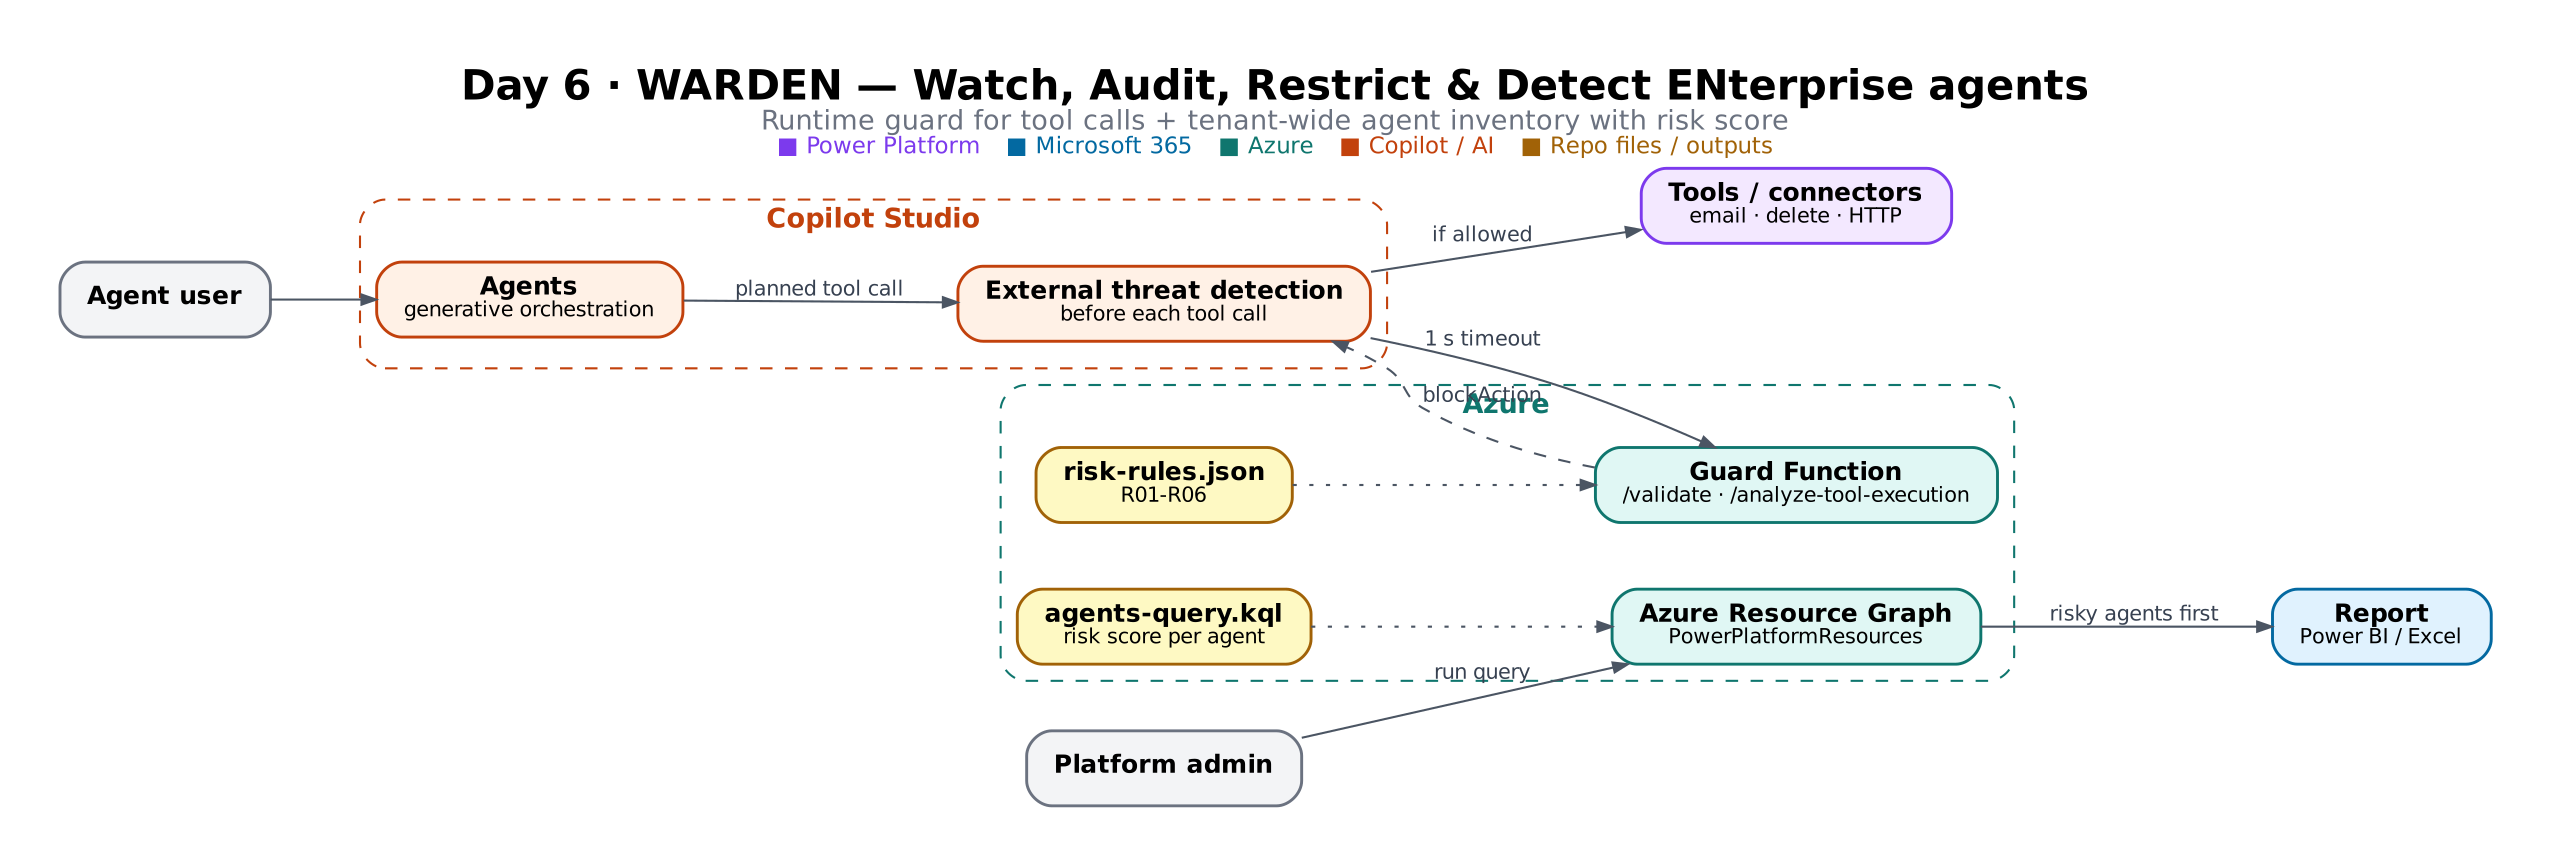 Day 6 · WARDEN — Watch, Audit, Restrict & Detect ENterprise agents
Runtime guard for tool calls + tenant-wide agent inventory with risk score
■ Power Platform ■ Microsoft 365 ■ Azure ■ Copilot / AI ■ Repo files / outputs
Tools / connectors
email · delete · HTTP
Copilot Studio
if allowed
Agent user
Agents
generative orchestration
planned tool call
External threat detection
before each tool call
1 s timeout
blockAction
Azure
risk-rules.json
R01-R06
Guard Function
/validate · /analyze-tool-execution
agents-query.kql
risk score per agent
Azure Resource Graph
PowerPlatformResources
risky agents first
Report
Power BI / Excel
run query
Platform admin